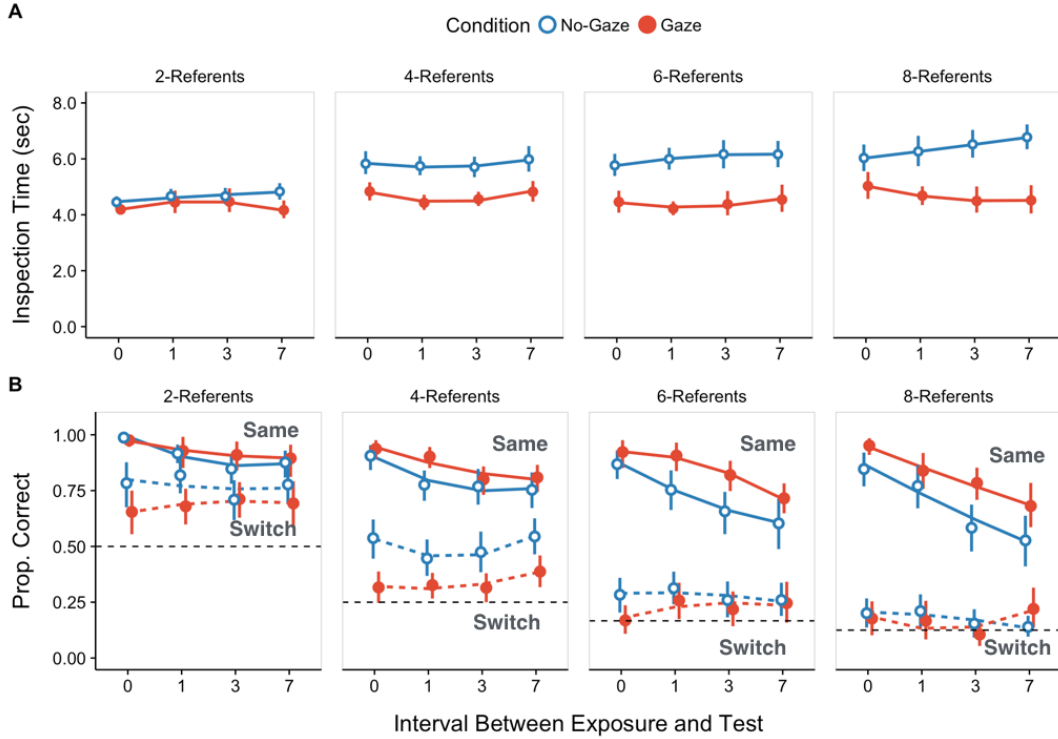 A
Condition No-Gaze Gaze
2-Referents 4-Referents 6-Referents 8-Referents
Inspection Time (sec)
8.0
6.0
4.0
2.0
0.0
0 1 3 7 0 1 3 7 0 1 3 7 0 1 3 7
B
2-Referents 4-Referents 6-Referents 8-Referents
Prop. Correct
1.00
0.75
0.50
0.25
0.00
Same Same Same Same
Switch Switch Switch Switch
0 1 3 7 0 1 3 7 0 1 3 7 0 1 3 7
Interval Between Exposure and Test